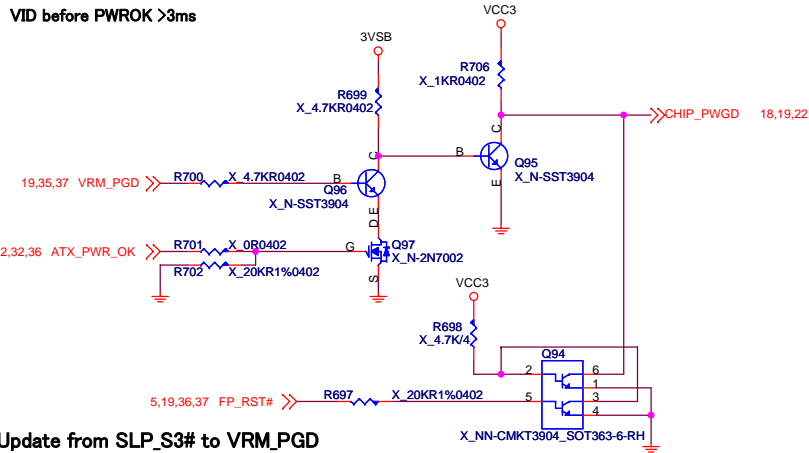 VID before PWROK >3ms
VCC3
3VSB
R706
X_1KR0402
R699
X_4.7KR0402
CHIP_PWGD 18,19,22
C
C
B
Q95
X_N-SST3904
E
19,35,37 VRM_PGD
R700 X_4.7KR0402
B
Q96
X_N-SST3904
E
D
2,32,36 ATX_PWR_OK
R701 X_0R0402
G
Q97
X_N-2N7002
R702 X_20KR1%0402
S
VCC3
R698
X_4.7K/4
Q94
2 6
1
5,19,36,37 FP_RST#
R697 X_20KR1%0402
5 3
4
X_NN-CMKT3904_SOT363-6-RH
Update from SLP_S3# to VRM_PGD